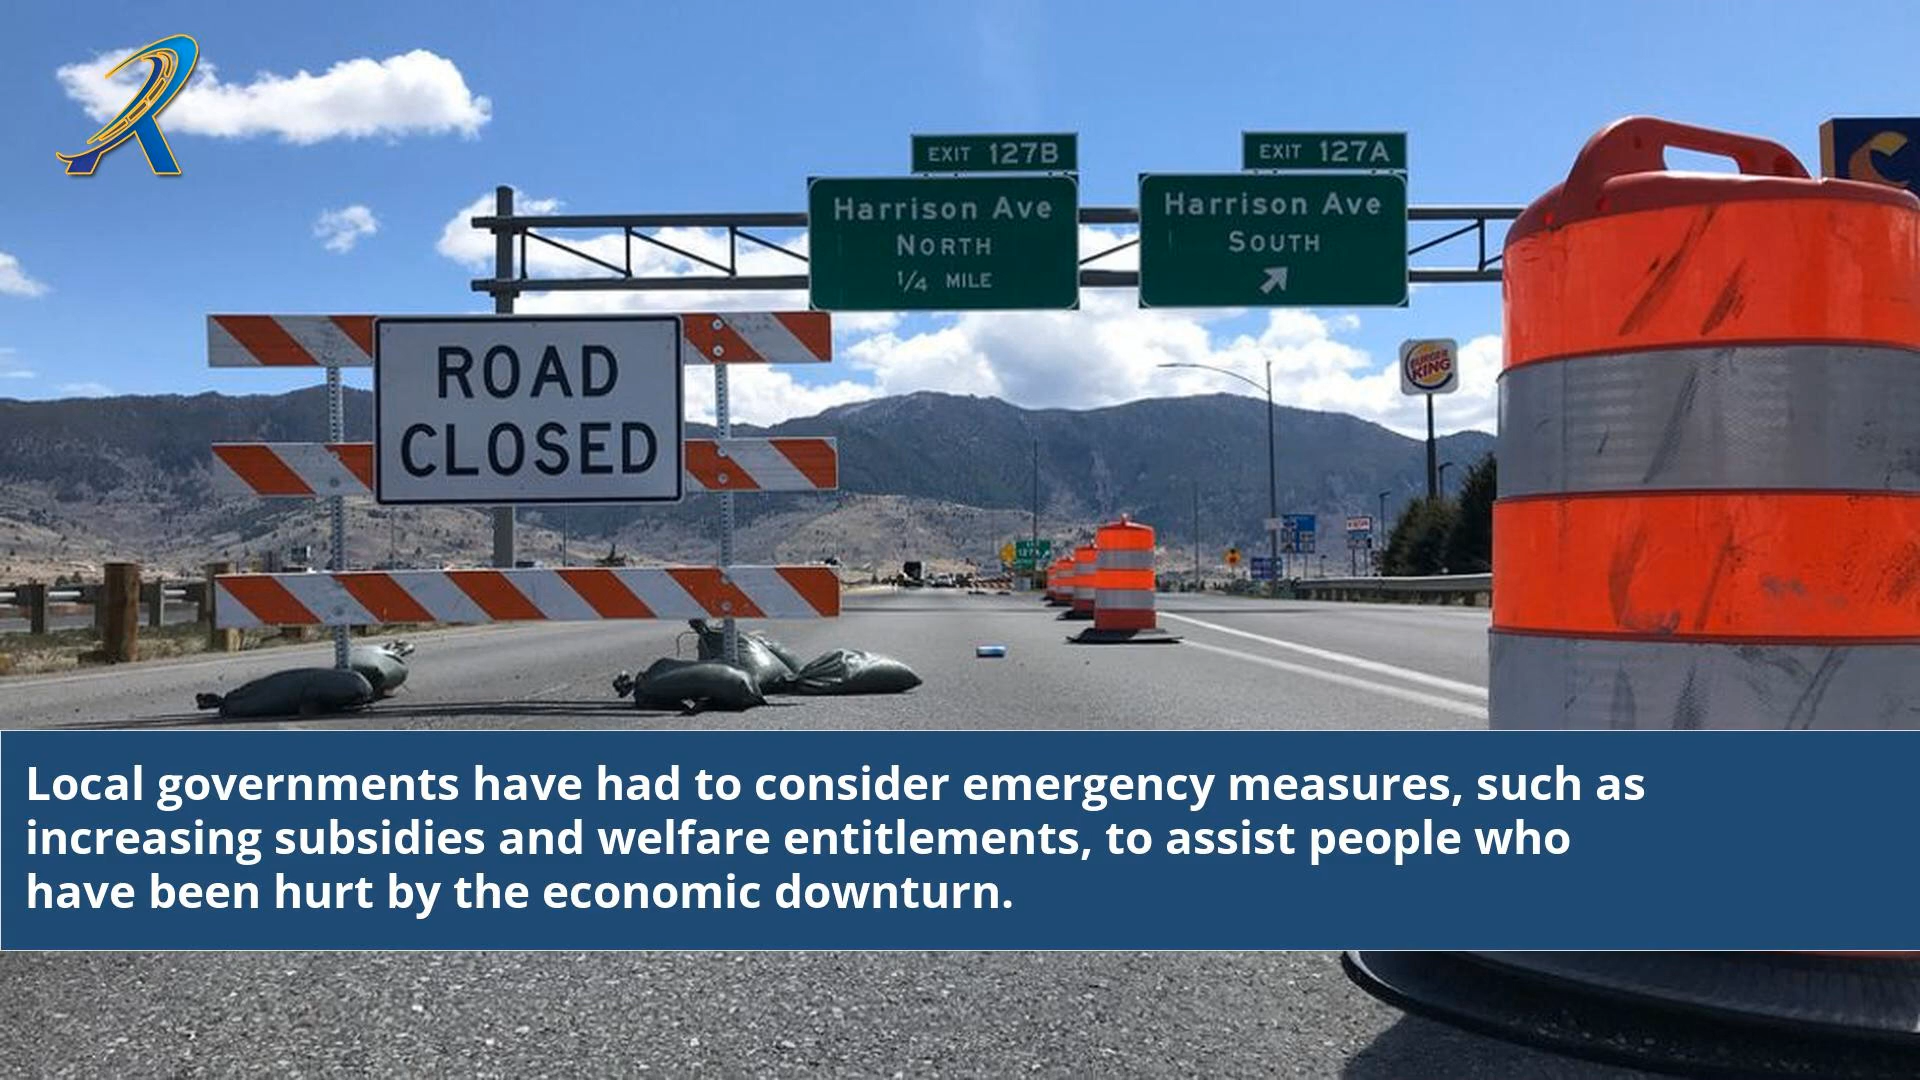 EXIT 127B
Harrison Ave
NORTH
1/4 MILE
EXIT 127A
Harrison Ave
SOUTH
ROAD
CLOSED
BURGER
KING
Local governments have had to consider emergency measures, such as
increasing subsidies and welfare entitlements, to assist people who
have been hurt by the economic downturn.